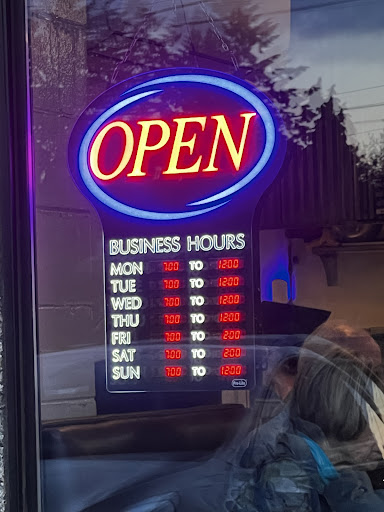 OPEN
BUSINESS HOURS
MON 7:00 TO 12:00
TUE 7:00 TO 12:00
WED 7:00 TO 12:00
THU 7:00 TO 12:00
FRI 7:00 TO 2:00
SAT 7:00 TO 2:00
SUN 7:00 TO 12:00